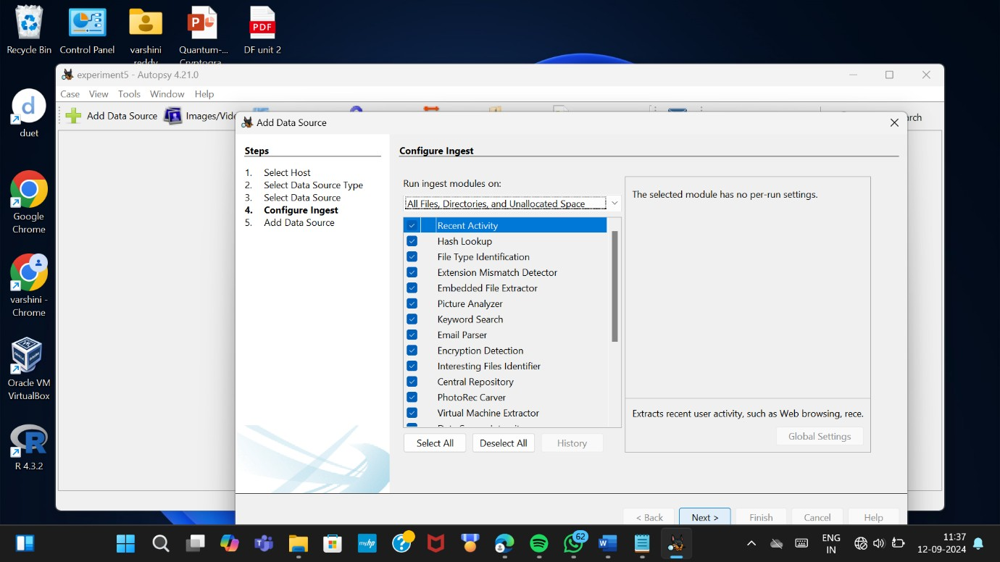 Recycle Bin
Control Panel
varshini
reddy
Quantum-...
Cryptogra
PDF
DF unit 2
experiment5 - Autopsy 4.21.0
Case View Tools Window Help
Add Data Source
Images/Vide
arch
d
duet
Google
Chrome
varshini -
Chrome
Oracle VM
VirtualBox
R 4.3.2
Add Data Source
Steps
1. Select Host
2. Select Data Source Type
3. Select Data Source
4. Configure Ingest
5. Add Data Source
Configure Ingest
Run ingest modules on:
All Files, Directories, and Unallocated Space
Recent Activity
Hash Lookup
File Type Identification
Extension Mismatch Detector
Embedded File Extractor
Picture Analyzer
Keyword Search
Email Parser
Encryption Detection
Interesting Files Identifier
Central Repository
PhotoRec Carver
Virtual Machine Extractor
Select All
Deselect All
History
The selected module has no per-run settings.
Extracts recent user activity, such as Web browsing, rece.
Global Settings
< Back
Next >
Finish
Cancel
Help
62
ENG
IN
11:37
12-09-2024